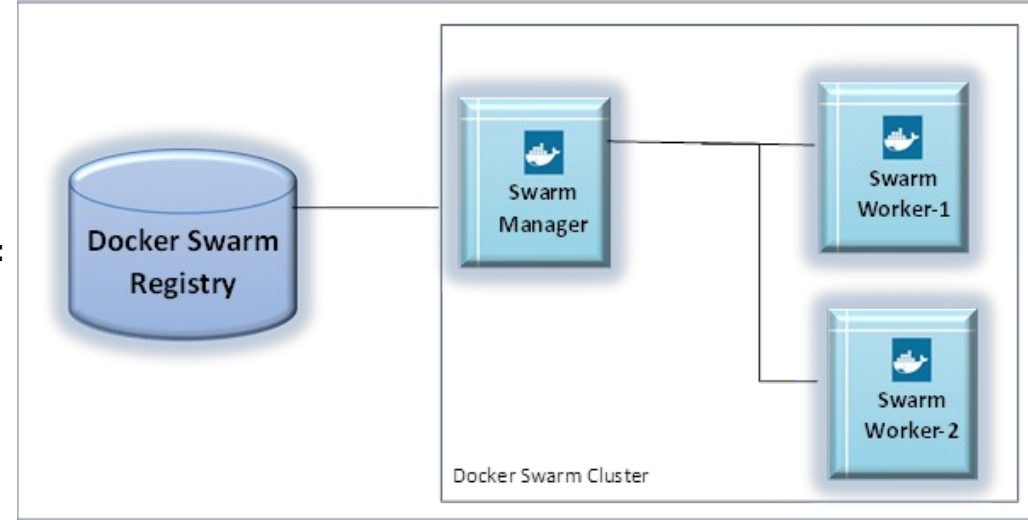 :
Docker Swarm
Registry
Swarm
Manager
Swarm
Worker-1
Swarm
Worker-2
Docker Swarm Cluster